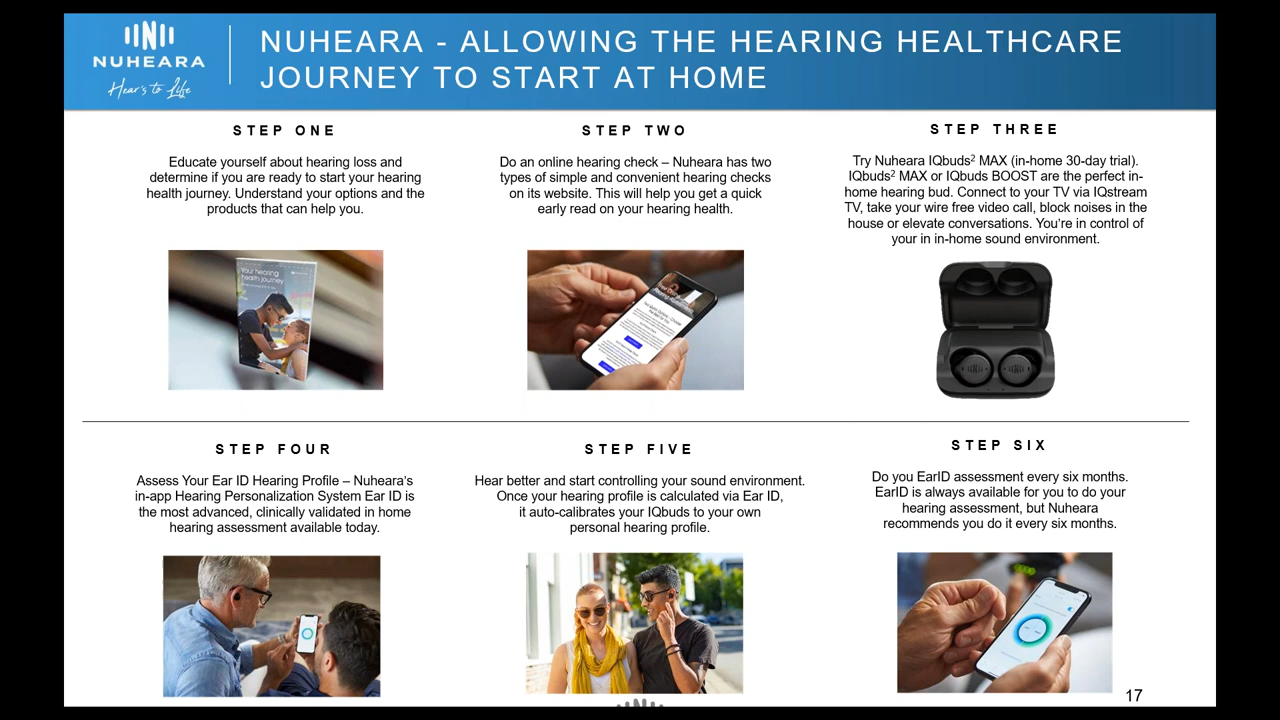 NUHEARA
Hear's to Life
NUHEARA - ALLOWING THE HEARING HEALTHCARE
JOURNEY TO START AT HOME
STEP ONE
Educate yourself about hearing loss and
determine if you are ready to start your hearing
health journey. Understand your options and the
products that can help you.
Your hearing
health journey
STEP TWO
Do an online hearing check – Nuheara has two
types of simple and convenient hearing checks
on its website. This will help you get a quick
early read on your hearing health.
STEP THREE
Try Nuheara IQbuds² MAX (in-home 30-day trial).
IQbuds² MAX or IQbuds BOOST are the perfect in-
home hearing bud. Connect to your TV via IQstream
TV, take your wire free video call, block noises in the
house or elevate conversations. You're in control of
your in in-home sound environment.
STEP FOUR
Assess Your Ear ID Hearing Profile – Nuheara's
in-app Hearing Personalization System Ear ID is
the most advanced, clinically validated in home
hearing assessment available today.
STEP FIVE
Hear better and start controlling your sound environment.
Once your hearing profile is calculated via Ear ID,
it auto-calibrates your IQbuds to your own
personal hearing profile.
STEP SIX
Do you EarID assessment every six months.
EarID is always available for you to do your
hearing assessment, but Nuheara
recommends you do it every six months.
17